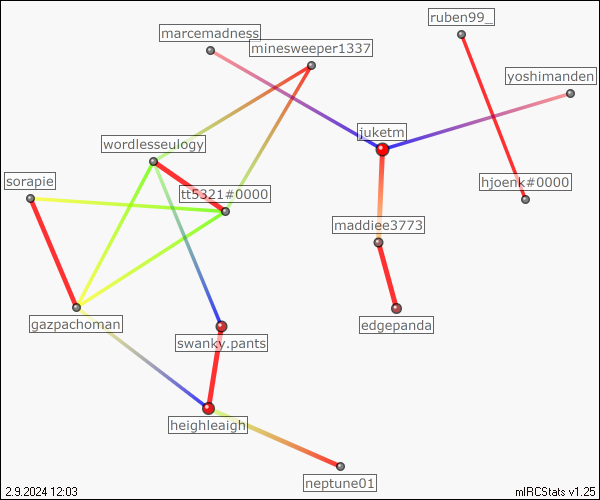 ruben99_
marcemadness
minesweeper1337
yoshimanden
juketm
wordlesseulogy
sorapie
tt5321#0000
hjoenk#0000
maddiee3773
gazpachoman
edgepanda
swanky.pants
heighleaigh
neptune01
2.9.2024 12:03
mIRCStats v1.25